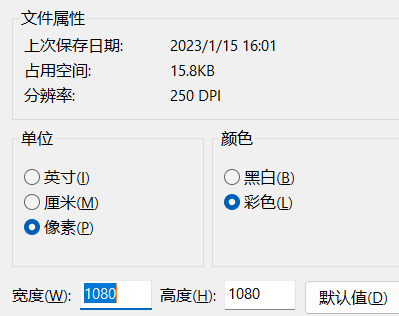 文件属性
上次保存日期: 2023/1/15 16:01
占用空间: 15.8KB
分辨率: 250 DPI
单位 颜色
英寸(I) 黑白(B)
厘米(M) 彩色(L)
像素(P)
宽度(W): 1080 高度(H): 1080 默认值(D)